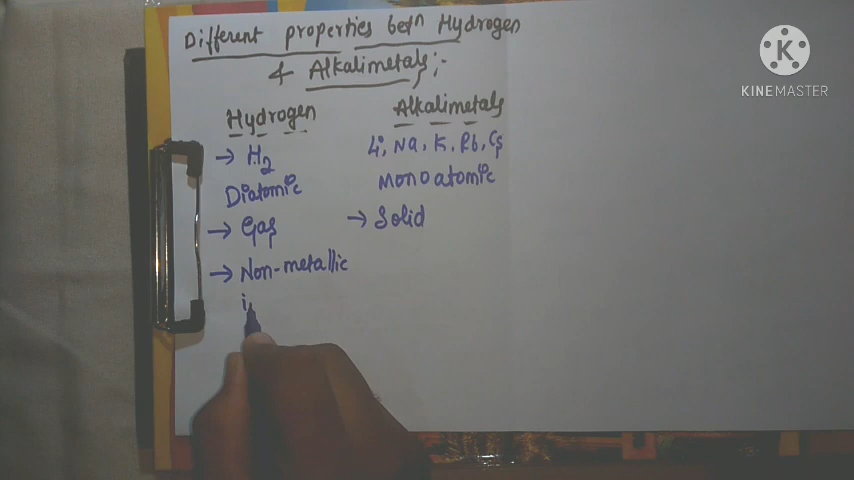 Different properties betn Hydrogen
& Alkalimetals;-
Hydrogen
Alkalimetals
→ H2
Li, Na, K, Rb, Cs
Diatomic
Monoatomic
→ Gas
→ Solid
→ Non-metallic
i
K
KINEMASTER